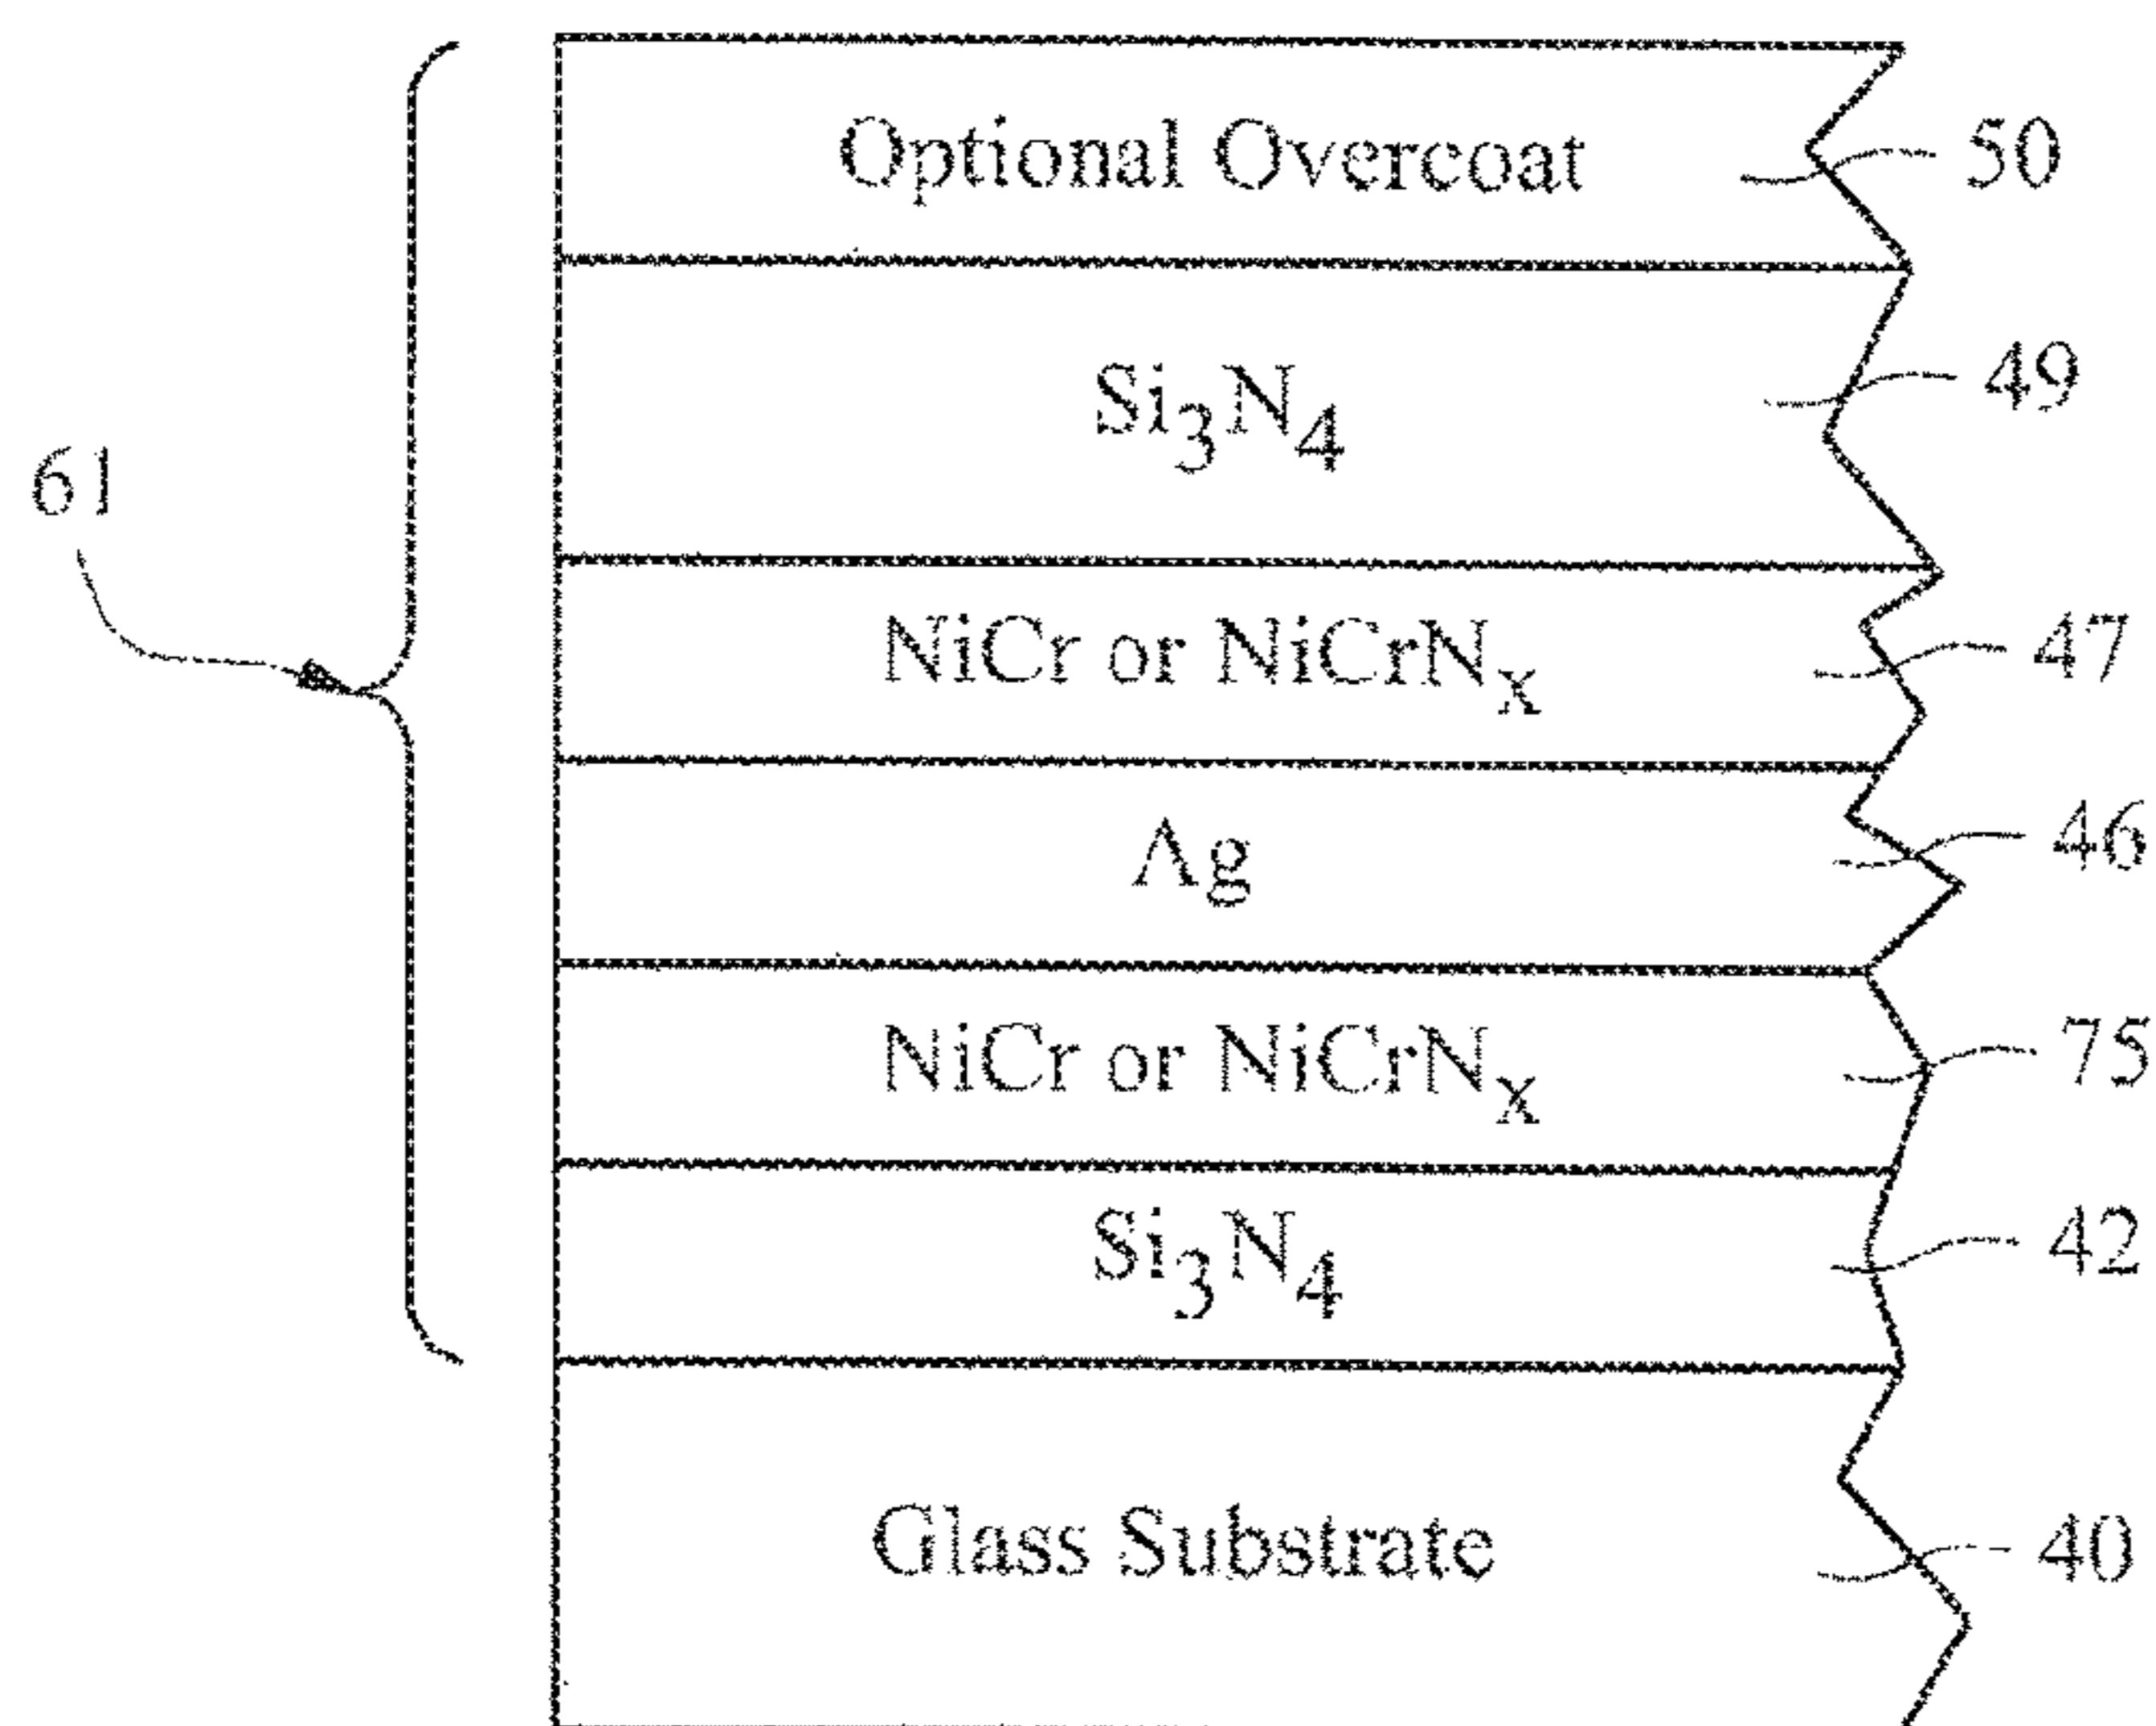 Optional Overcoat 50
Si₃N₄ 49
61
NiCr or NiCrNₓ 47
Ag 46
NiCr or NiCrNₓ 75
Si₃N₄ 42
Glass Substrate 40